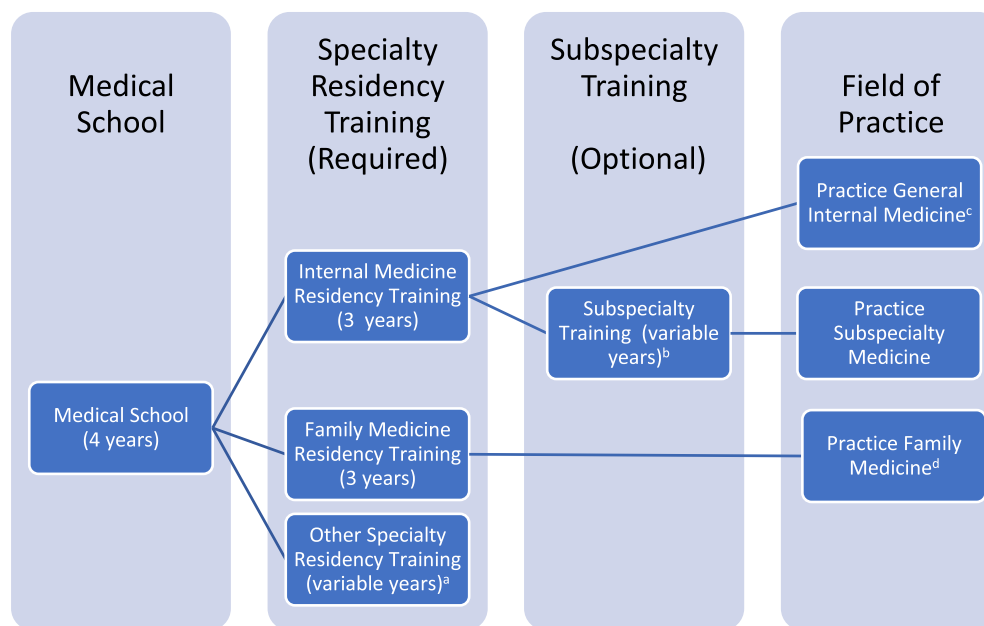 Medical
School
Specialty
Residency
Training
(Required)
Subspecialty
Training
(Optional)
Field of
Practice
Medical School
(4 years)
Internal Medicine
Residency Training
(3  years)
Family Medicine
Residency Training
(3 years)
Other Specialty
Residency Training
(variable years)ᵃ
Subspecialty
Training  (variable
years)ᵇ
Practice General
Internal Medicineᶜ
Practice
Subspecialty
Medicine
Practice Family
Medicineᵈ